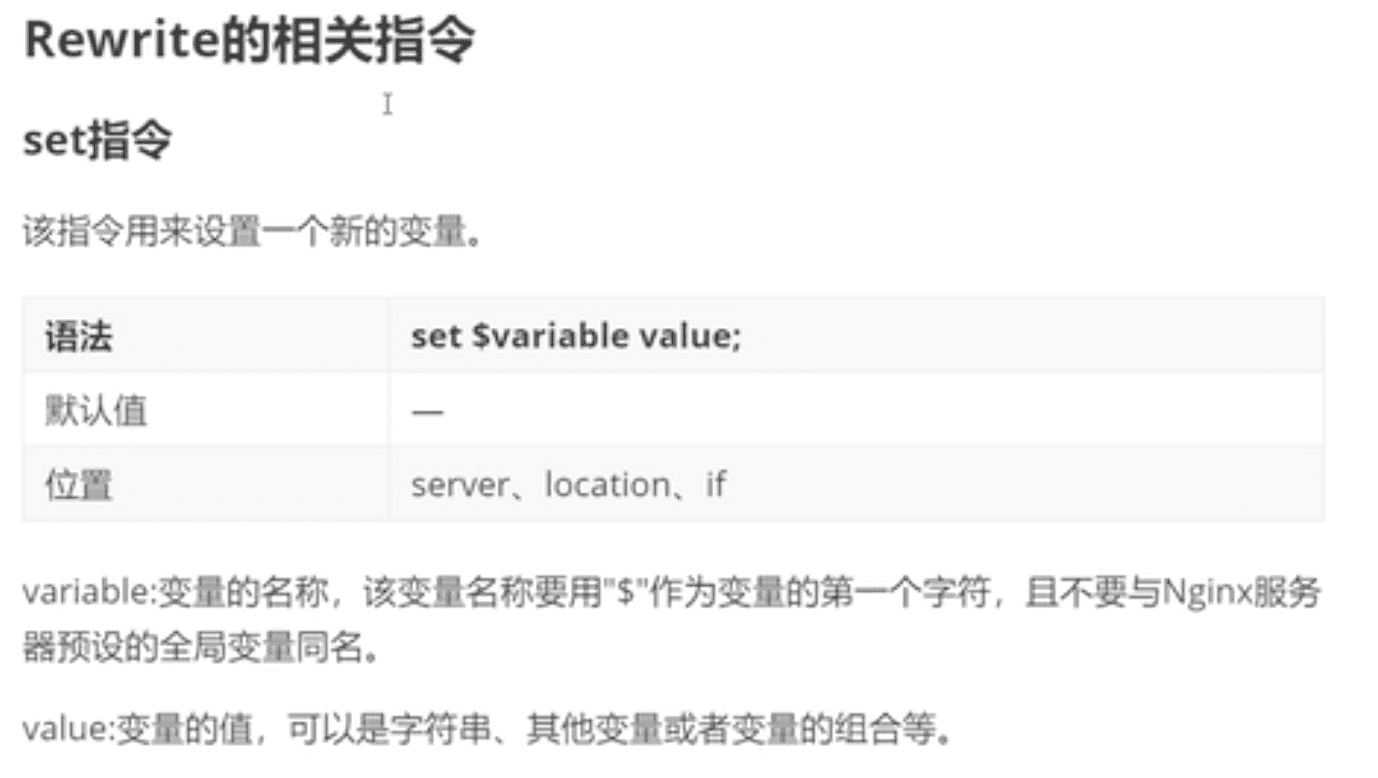 Rewrite的相关指令
set指令
该指令用来设置一个新的变量。
语法 set $variable value;
默认值 —
位置 server、location、if
variable:变量的名称，该变量名称要用"$"作为变量的第一个字符，且不要与Nginx服务
器预设的全局变量同名。
value:变量的值，可以是字符串、其他变量或者变量的组合等。